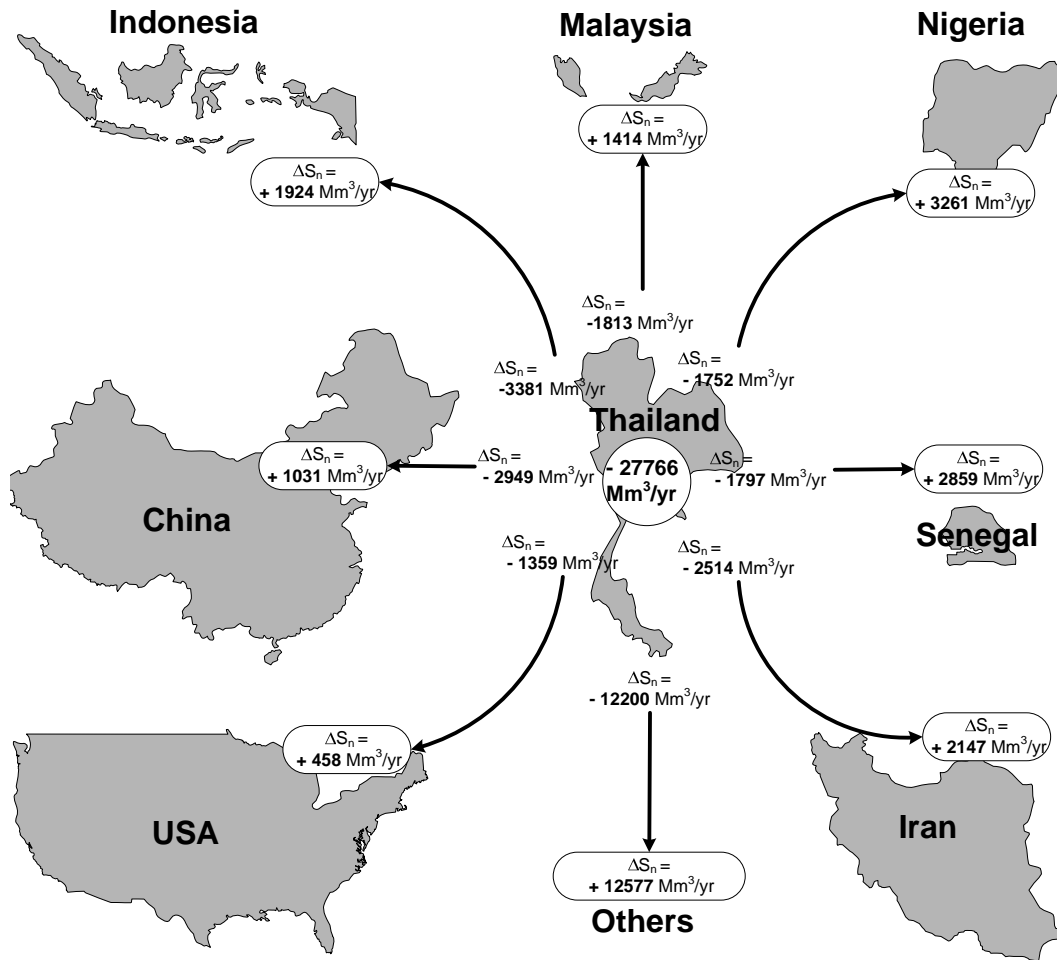 Indonesia
Malaysia
Nigeria
ΔSₙ =
+ 1414 Mm³/yr
ΔSₙ =
+ 1924 Mm³/yr
ΔSₙ =
+ 3261 Mm³/yr
ΔSₙ =
-1813 Mm³/yr
ΔSₙ =
-3381 Mm³/yr
ΔSₙ =
- 1752 Mm³/yr
Thailand
- 27766
Mm³/yr
ΔSₙ =
+ 1031 Mm³/yr
ΔSₙ =
- 2949 Mm³/yr
ΔSₙ =
- 1797 Mm³/yr
ΔSₙ =
+ 2859 Mm³/yr
China
Senegal
ΔSₙ =
- 1359 Mm³/yr
ΔSₙ =
- 2514 Mm³/yr
ΔSₙ =
- 12200 Mm³/yr
ΔSₙ =
+ 458 Mm³/yr
ΔSₙ =
+ 2147 Mm³/yr
USA
Iran
ΔSₙ =
+ 12577 Mm³/yr
Others